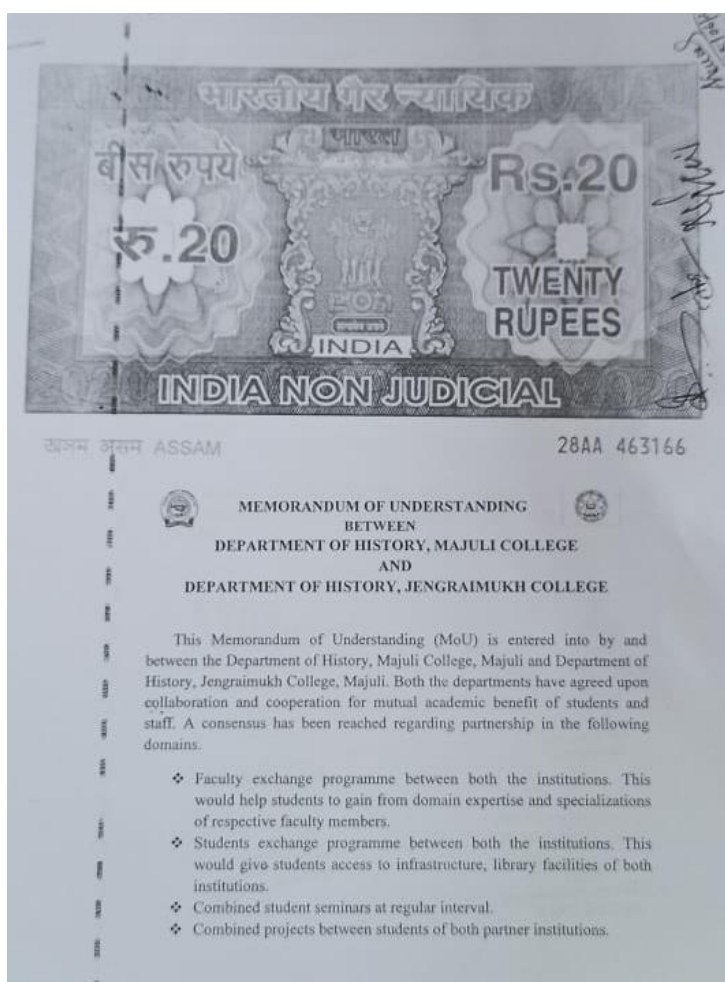 भारतीय गैर न्यायिक
भारत
बीस रुपये
रु.20
Rs.20
TWENTY
RUPEES
INDIA
INDIA NON JUDICIAL
অসম असम ASSAM
28AA 463166
MEMORANDUM OF UNDERSTANDING
BETWEEN
DEPARTMENT OF HISTORY, MAJULI COLLEGE
AND
DEPARTMENT OF HISTORY, JENGRAIMUKH COLLEGE
This Memorandum of Understanding (MoU) is entered into by and
between the Department of History, Majuli College, Majuli and Department of
History, Jengraimukh College, Majuli. Both the departments have agreed upon
collaboration and cooperation for mutual academic benefit of students and
staff. A consensus has been reached regarding partnership in the following
domains.
❖ Faculty exchange programme between both the institutions. This
would help students to gain from domain expertise and specializations
of respective faculty members.
❖ Students exchange programme between both the institutions. This
would give students access to infrastructure, library facilities of both
institutions.
❖ Combined student seminars at regular interval.
❖ Combined projects between students of both partner institutions.